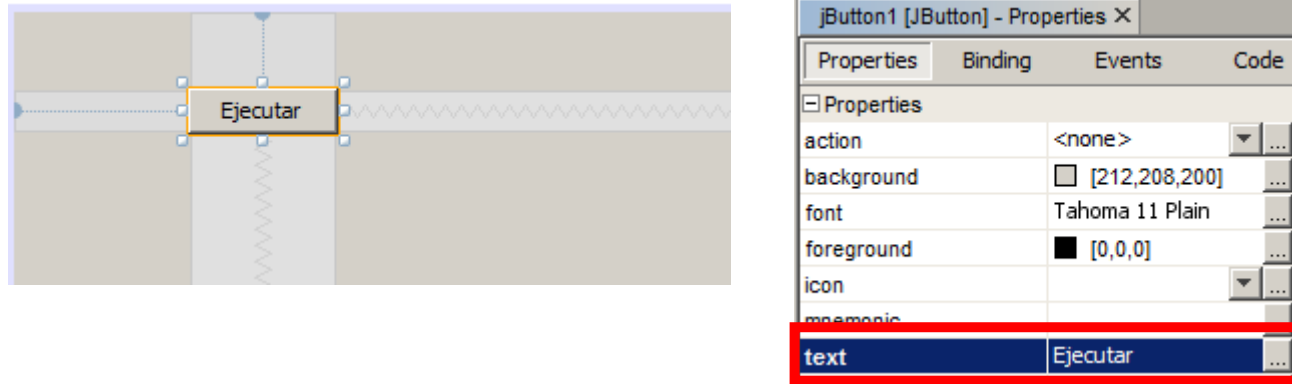 Ejecutar
jButton1 [JButton] - Properties ×
Properties Binding Events Code
Properties
action <none> ...
background [212,208,200] ...
font Tahoma 11 Plain ...
foreground [0,0,0] ...
icon ...
mnemonic
text Ejecutar ...